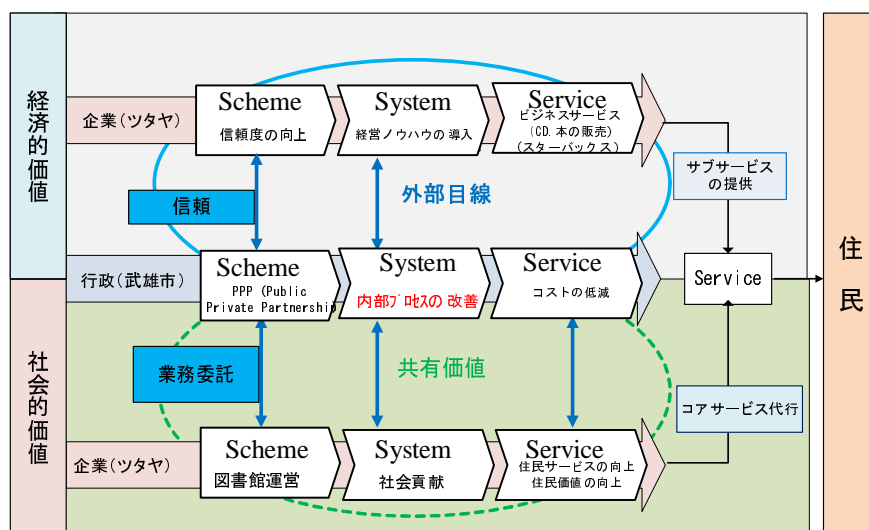 経済的価値
企業(ツタヤ)
Scheme
信頼度の向上
System
経営ノウハウの導入
Service
ビジネスサービス
(CD.本の販売)
(スターバックス)
サブサービス
の提供
信頼
外部目線
行政(武雄市)
Scheme
PPP (Public
Private Partnership)
System
内部プロセスの改善
Service
コストの低減
Service
住民
社会的価値
業務委託
共有価値
コアサービス代行
企業(ツタヤ)
Scheme
図書館運営
System
社会貢献
Service
住民サービスの向上
住民価値の向上